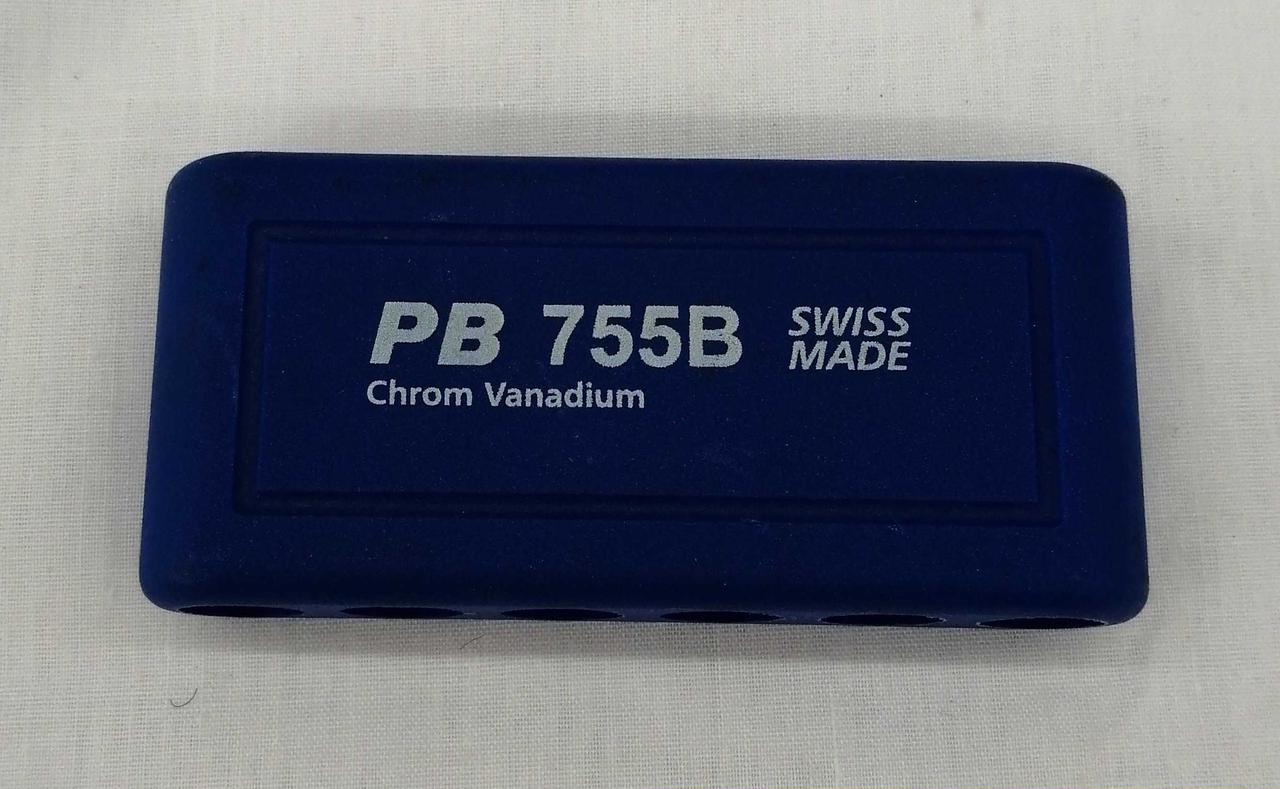 PB 755B
Chrom Vanadium
SWISS
MADE